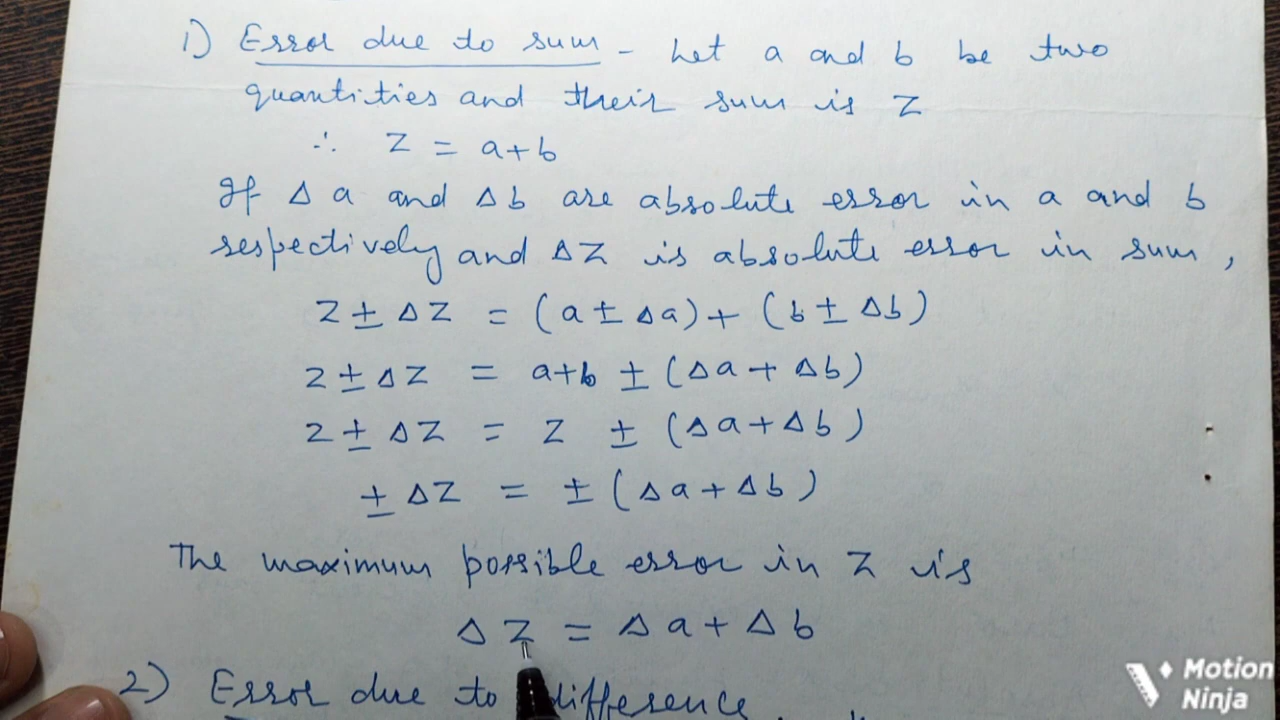 1) Error due to sum - Let a and b be two
quantities and their sum is Z
∴ Z = a+b
If Δa and Δb are absolute error in a and b
respectively and ΔZ is absolute error in sum,
Z ± ΔZ = (a ± Δa) + (b ± Δb)
Z ± ΔZ = a+b ± (Δa + Δb)
Z ± ΔZ = Z ± (Δa + Δb)
± ΔZ = ± (Δa + Δb)
The maximum possible error in Z is
ΔZ = Δa + Δb
2) Error due to difference
Motion
Ninja